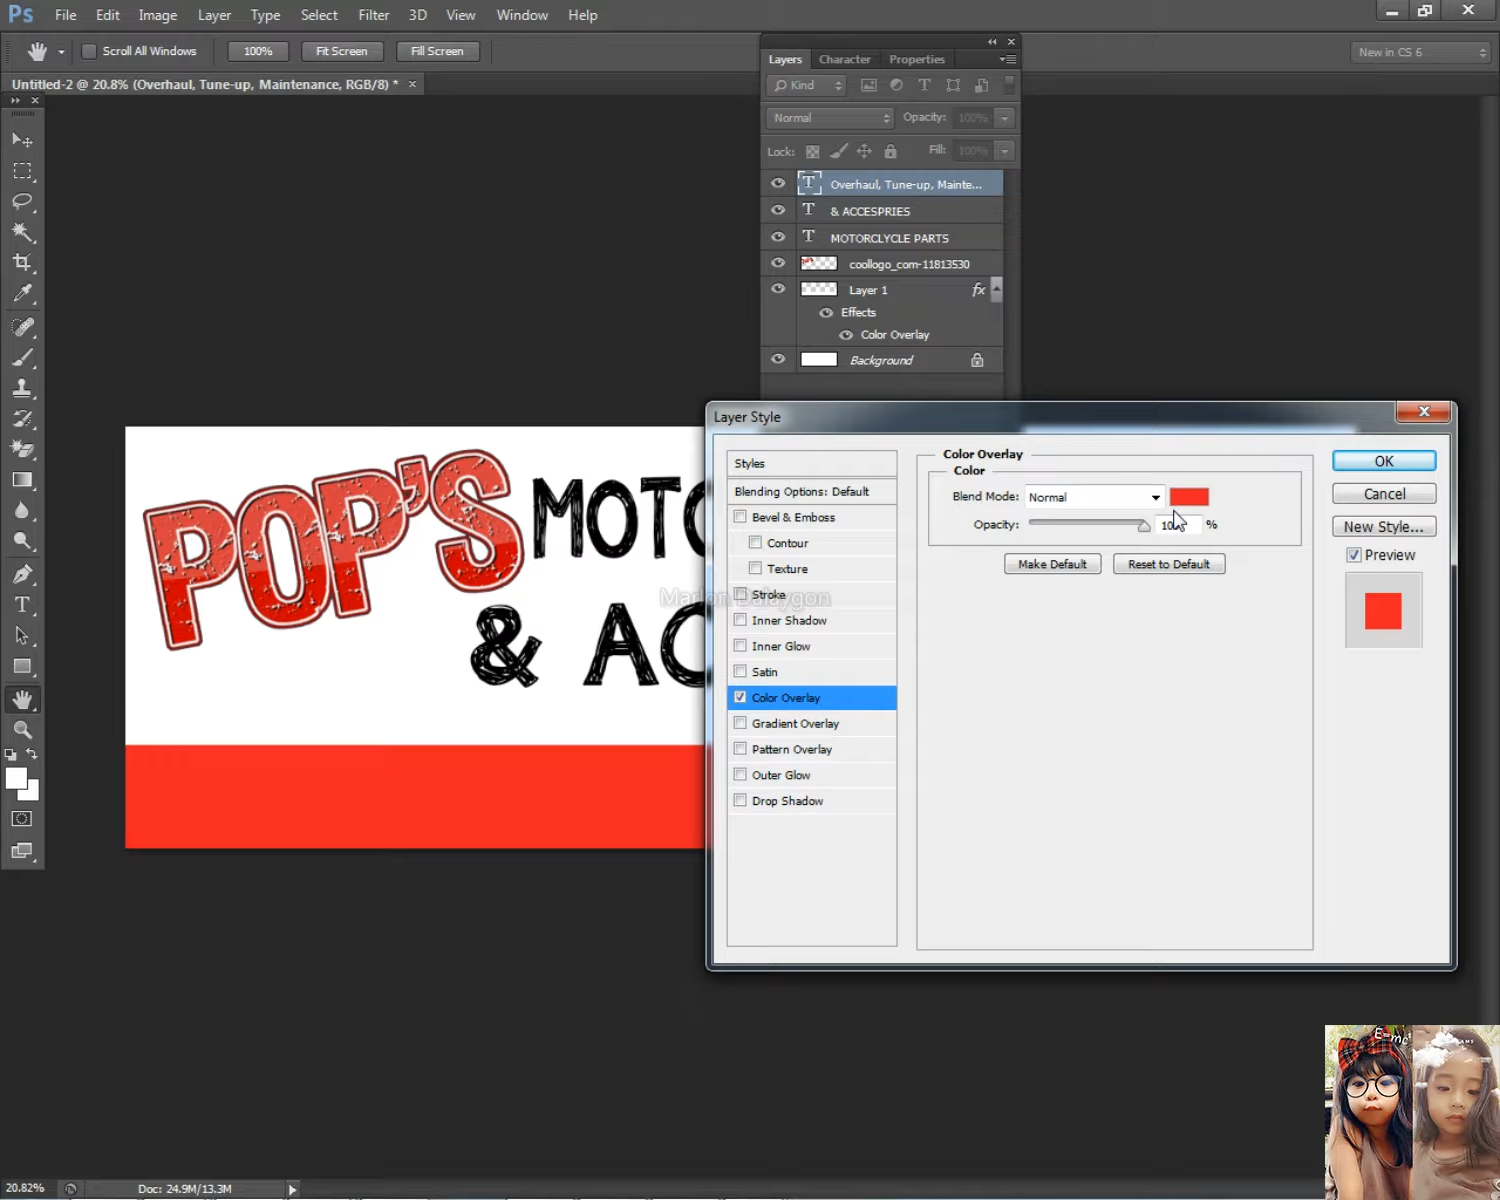 Ps File Edit Image Layer Type Select Filter 3D View Window Help
Scroll All Windows 100% Fit Screen Fill Screen New in CS 6
Untitled-2 @ 20.8% (Overhaul, Tune-up, Maintenance, RGB/8) * ×
Layers Character Properties
Kind
Normal Opacity: 100%
Lock: Fill: 100%
T Overhaul, Tune-up, Mainte...
T & ACCESPRIES
T MOTORCLYCLE PARTS
coollogo_com-11813530
Layer 1 fx
Effects
Color Overlay
Background
POP'S MOTO
& AC
Layer Style
Styles
Blending Options: Default
Bevel & Emboss
Contour
Texture
Stroke
Inner Shadow
Inner Glow
Satin
Color Overlay
Gradient Overlay
Pattern Overlay
Outer Glow
Drop Shadow
Color Overlay
Color
Blend Mode: Normal
Opacity: %
Make Default Reset to Default
OK
Cancel
New Style...
Preview
Marlon Dalaygon
20.82% Doc: 24.9M/13.3M